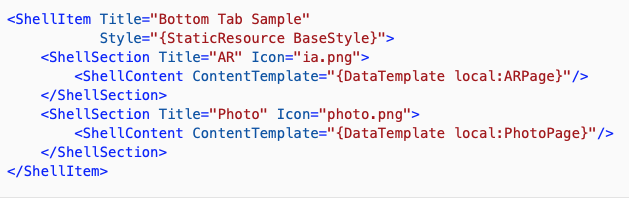 <ShellItem Title="Bottom Tab Sample"
           Style="{StaticResource BaseStyle}">
    <ShellSection Title="AR" Icon="ia.png">
        <ShellContent ContentTemplate="{DataTemplate local:ARPage}"/>
    </ShellSection>
    <ShellSection Title="Photo" Icon="photo.png">
        <ShellContent ContentTemplate="{DataTemplate local:PhotoPage}"/>
    </ShellSection>
</ShellItem>